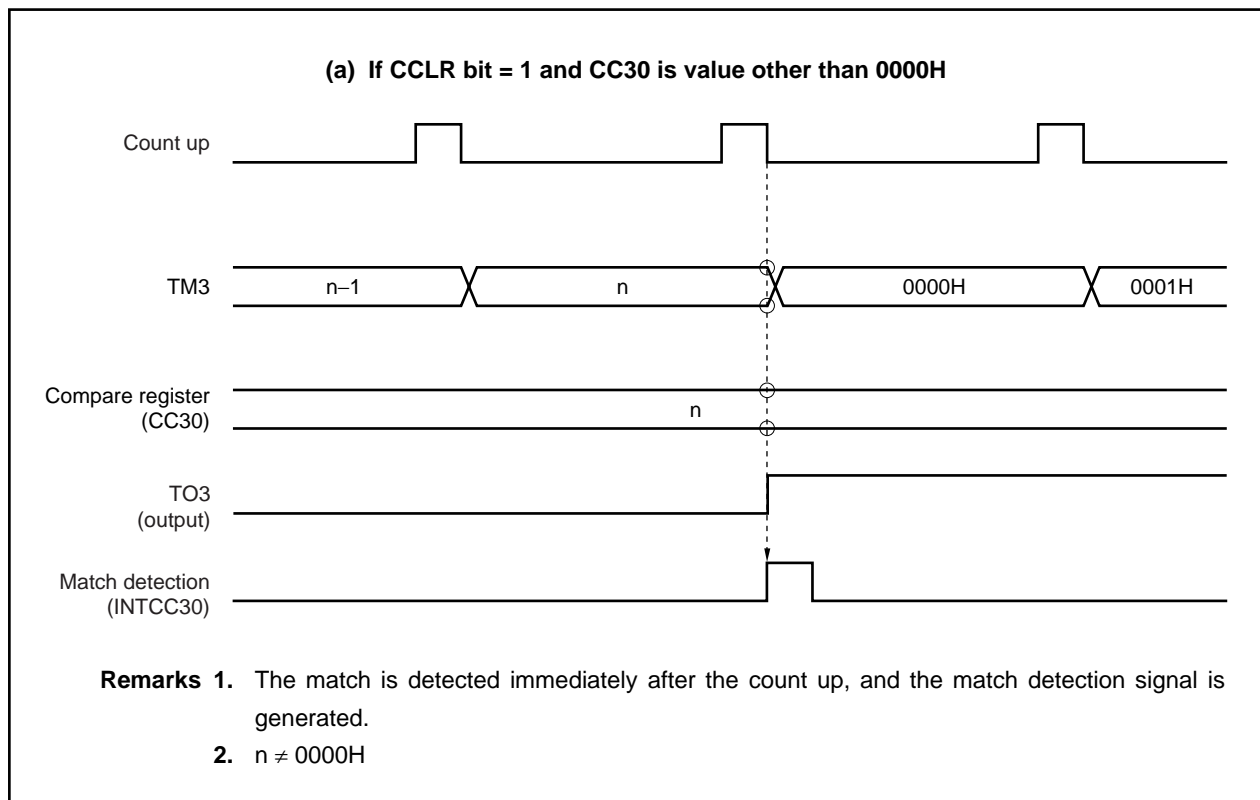 (a) If CCLR bit = 1 and CC30 is value other than 0000H
Count up
TM3
n–1
n
0000H
0001H
Compare register
(CC30)
n
TO3
(output)
Match detection
(INTCC30)
Remarks 1. The match is detected immediately after the count up, and the match detection signal is
generated.
2. n ≠ 0000H